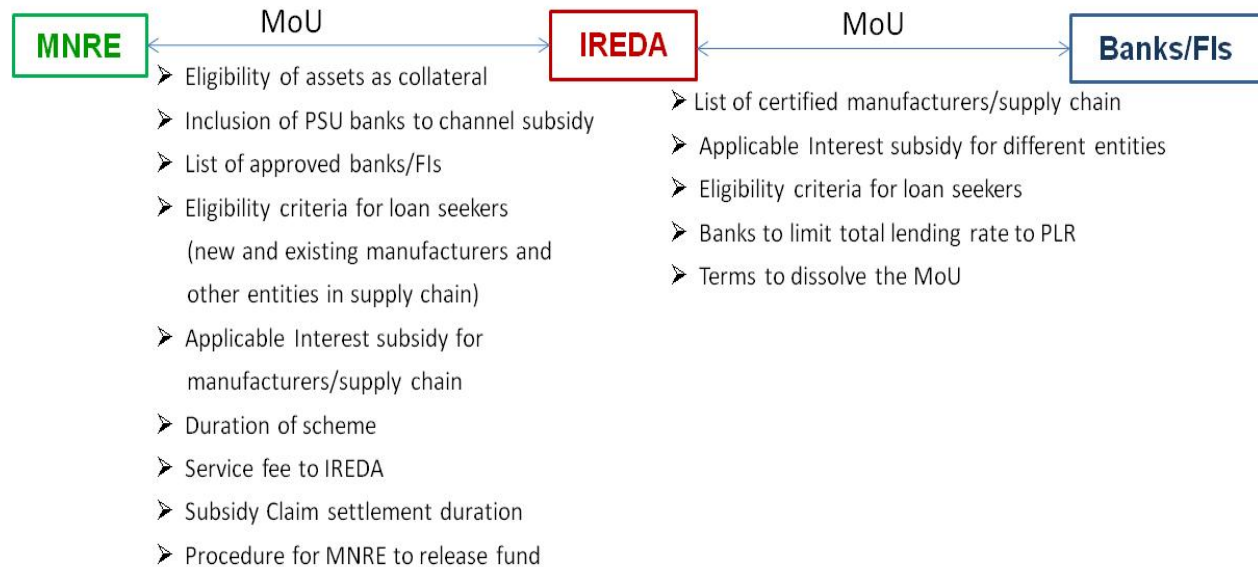 MoU
MoU
MNRE
IREDA
Banks/FIs
➤ Eligibility of assets as collateral
➤ Inclusion of PSU banks to channel subsidy
➤ List of approved banks/FIs
➤ Eligibility criteria for loan seekers
(new and existing manufacturers and
other entities in supply chain)
➤ Applicable Interest subsidy for
manufacturers/supply chain
➤ Duration of scheme
➤ Service fee to IREDA
➤ Subsidy Claim settlement duration
➤ Procedure for MNRE to release fund
➤ List of certified manufacturers/supply chain
➤ Applicable Interest subsidy for different entities
➤ Eligibility criteria for loan seekers
➤ Banks to limit total lending rate to PLR
➤ Terms to dissolve the MoU